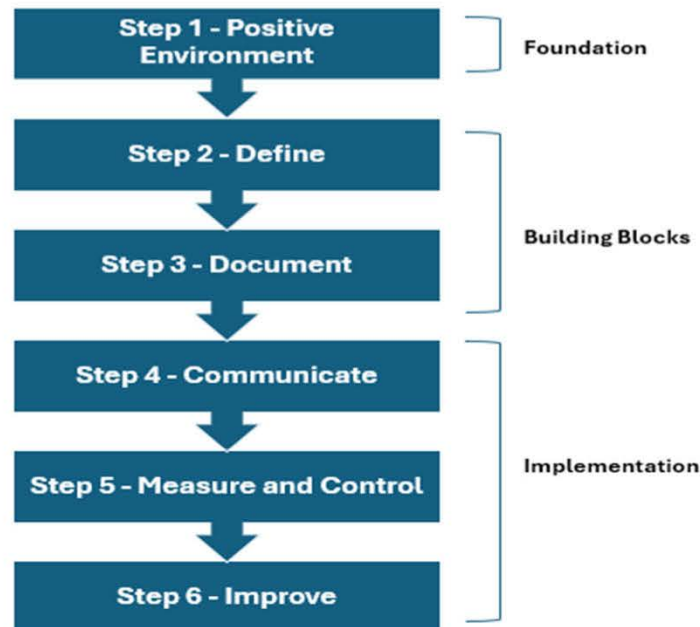 Step 1 - Positive
Environment
Foundation
Step 2 - Define
Step 3 - Document
Building Blocks
Step 4 - Communicate
Step 5 - Measure and Control
Step 6 - Improve
Implementation